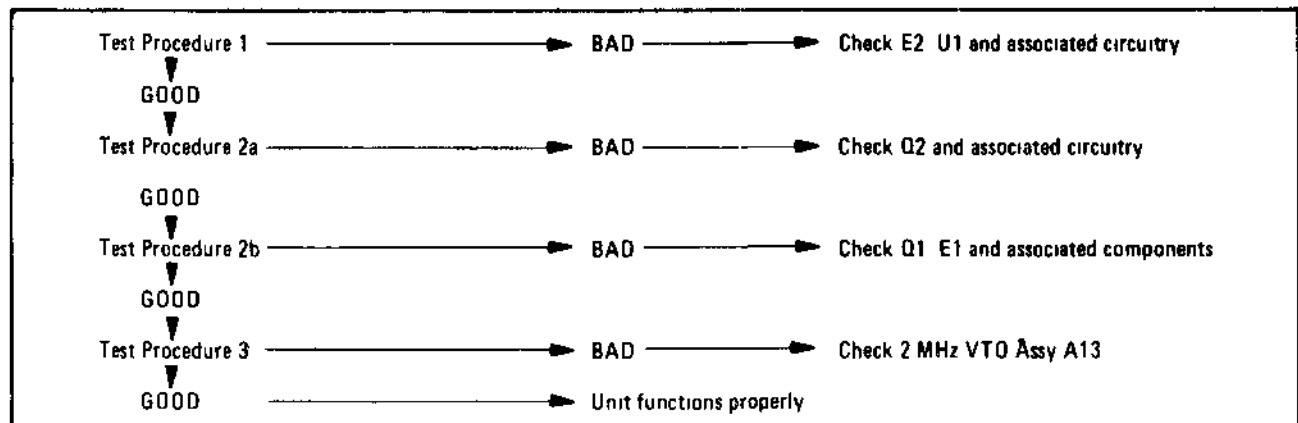 Test Procedure 1 BAD Check E2 U1 and associated circuitry
GOOD
Test Procedure 2a BAD Check Q2 and associated circuitry
GOOD
Test Procedure 2b BAD Check Q1 E1 and associated components
GOOD
Test Procedure 3 BAD Check 2 MHz VTO Assy A13
GOOD Unit functions properly